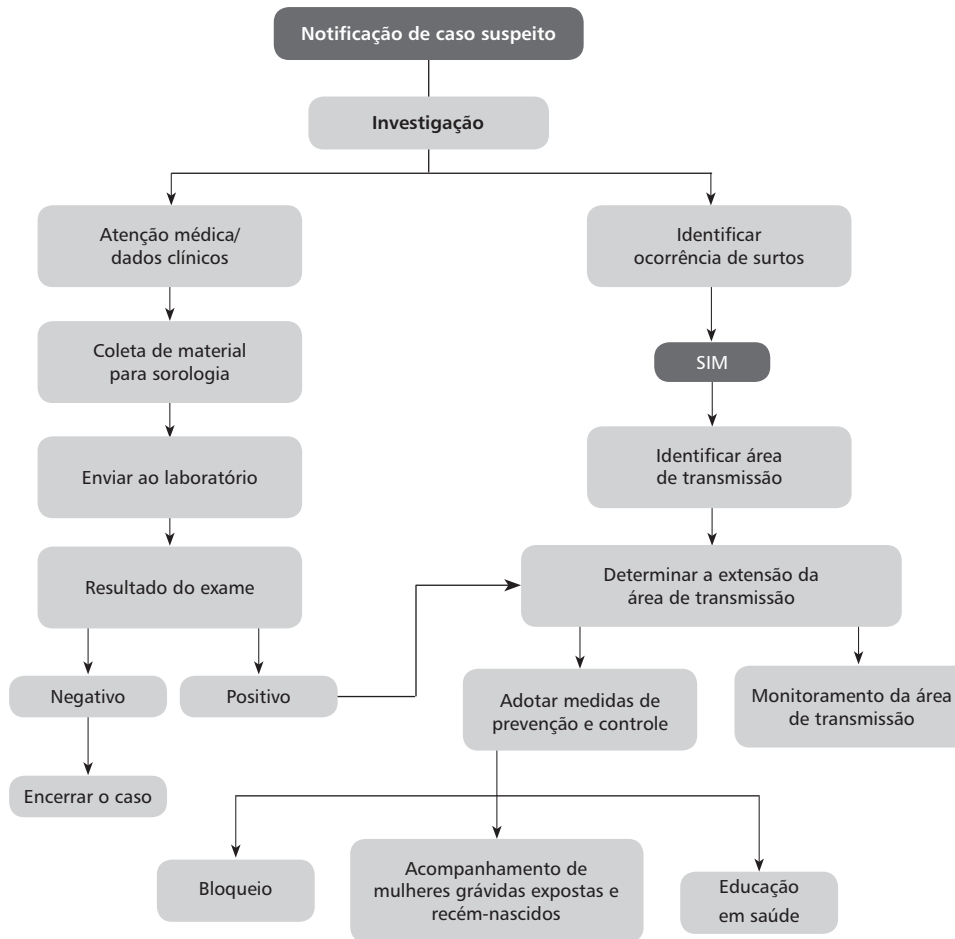 Notificação de caso suspeito
Investigação
Atenção médica/
dados clínicos
Identificar
ocorrência de surtos
Coleta de material
para sorologia
SIM
Enviar ao laboratório
Identificar área
de transmissão
Resultado do exame
Determinar a extensão da
área de transmissão
Negativo
Positivo
Adotar medidas de
prevenção e controle
Monitoramento da área
de transmissão
Encerrar o caso
Bloqueio
Acompanhamento de
mulheres grávidas expostas e
recém-nascidos
Educação
em saúde